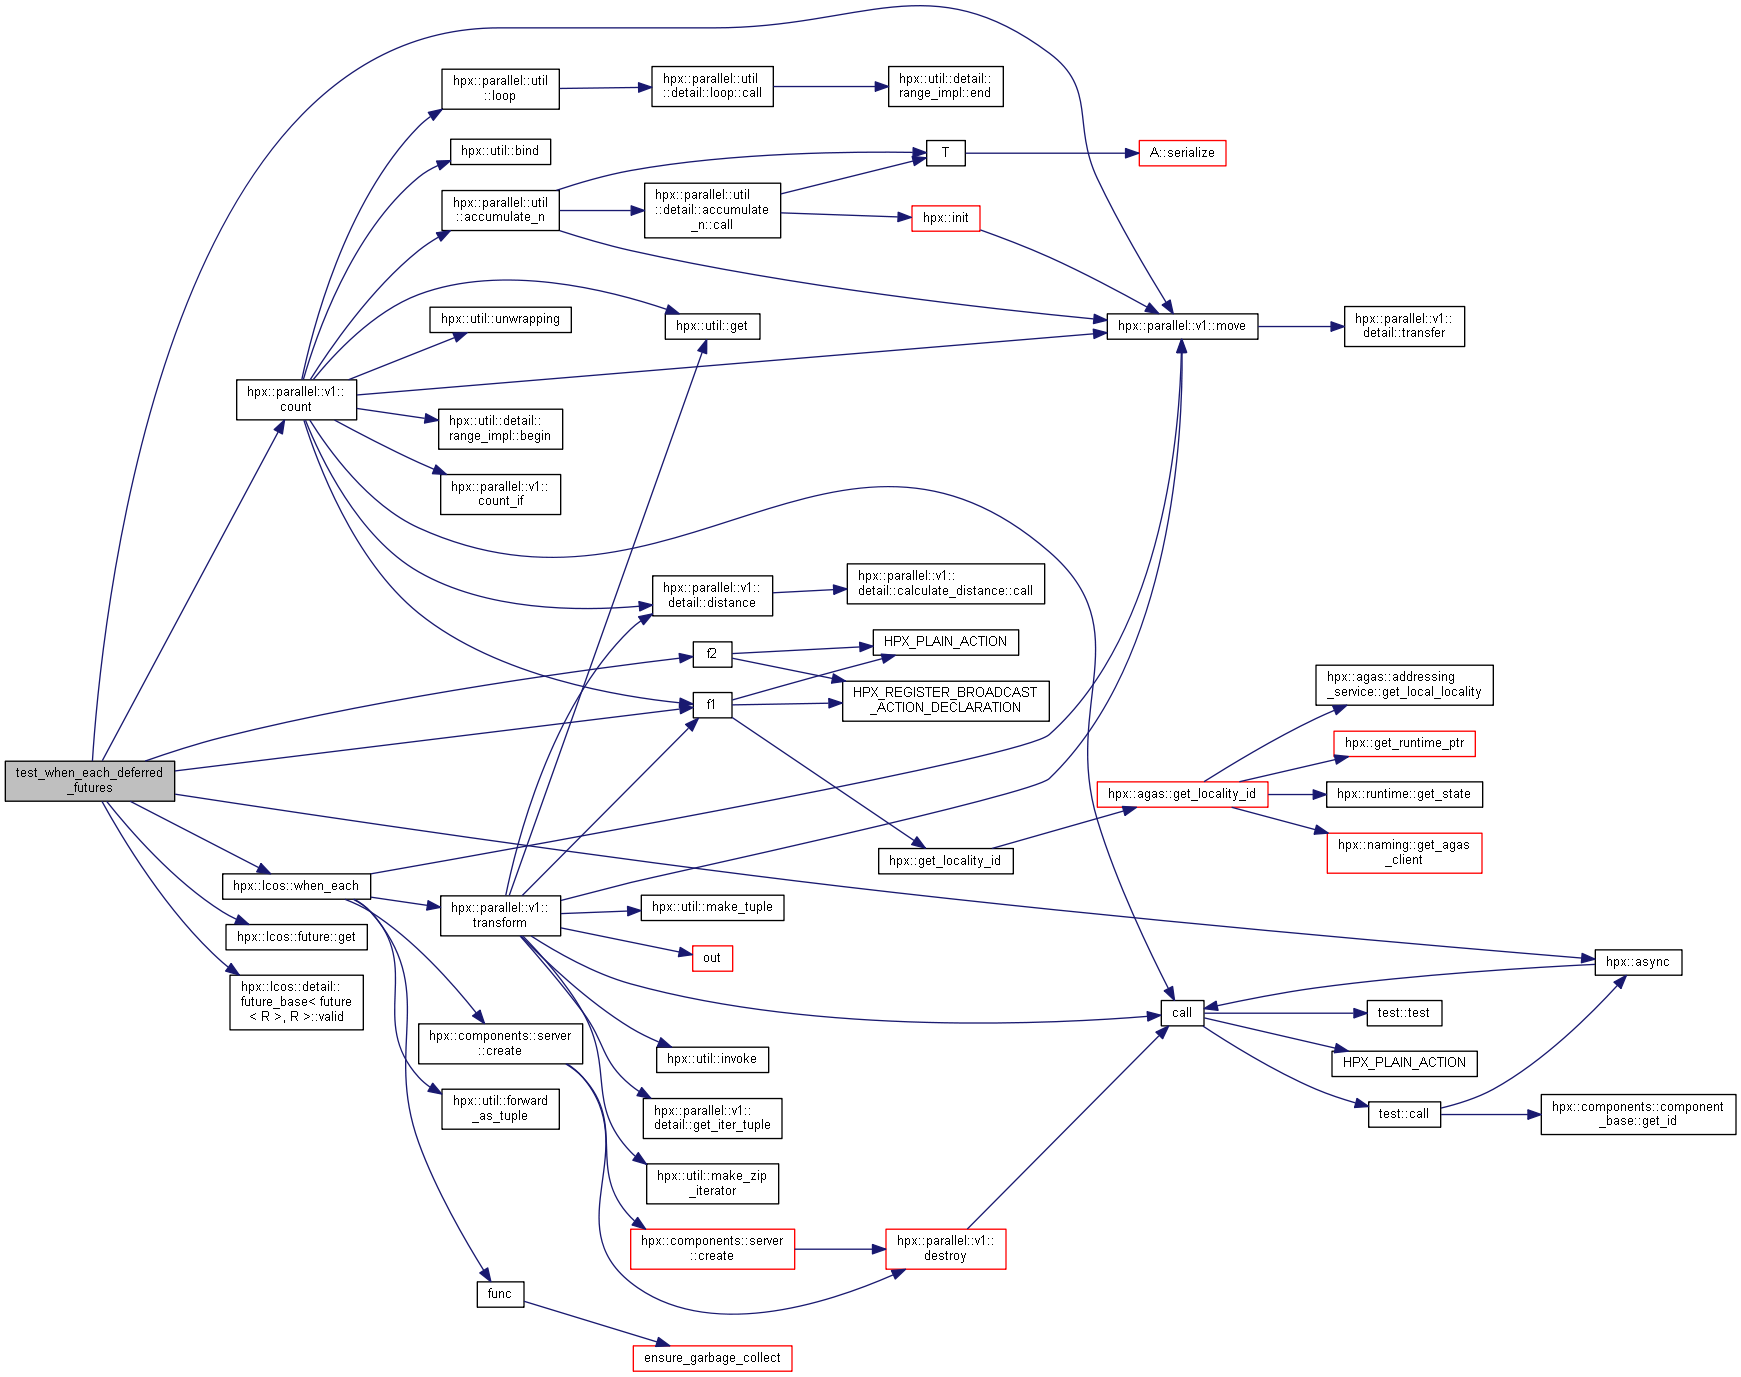 test_when_each_deferred
_futures
hpx::parallel::v1::
count
hpx::lcos::when_each
hpx::lcos::future::get
hpx::lcos::detail::
future_base< future
< R >, R >::valid
hpx::parallel::util
::loop
hpx::util::bind
hpx::parallel::util
::accumulate_n
hpx::util::unwrapping
hpx::util::detail::
range_impl::begin
hpx::parallel::v1::
count_if
hpx::parallel::v1::
transform
hpx::components::server
::create
hpx::util::forward
_as_tuple
func
hpx::parallel::util
::detail::loop::call
hpx::parallel::util
::detail::accumulate
_n::call
hpx::util::get
hpx::parallel::v1::
detail::distance
f2
f1
hpx::util::make_tuple
out
hpx::util::invoke
hpx::parallel::v1::
detail::get_iter_tuple
hpx::util::make_zip
_iterator
hpx::components::server
::create
ensure_garbage_collect
hpx::util::detail::
range_impl::end
T
hpx::init
hpx::parallel::v1::
detail::calculate_distance::call
HPX_PLAIN_ACTION
HPX_REGISTER_BROADCAST
_ACTION_DECLARATION
hpx::get_locality_id
hpx::parallel::v1::
destroy
A::serialize
hpx::parallel::v1::move
hpx::agas::get_locality_id
call
hpx::parallel::v1::
detail::transfer
hpx::agas::addressing
_service::get_local_locality
hpx::get_runtime_ptr
hpx::runtime::get_state
hpx::naming::get_agas
_client
test::test
HPX_PLAIN_ACTION
test::call
hpx::async
hpx::components::component
_base::get_id